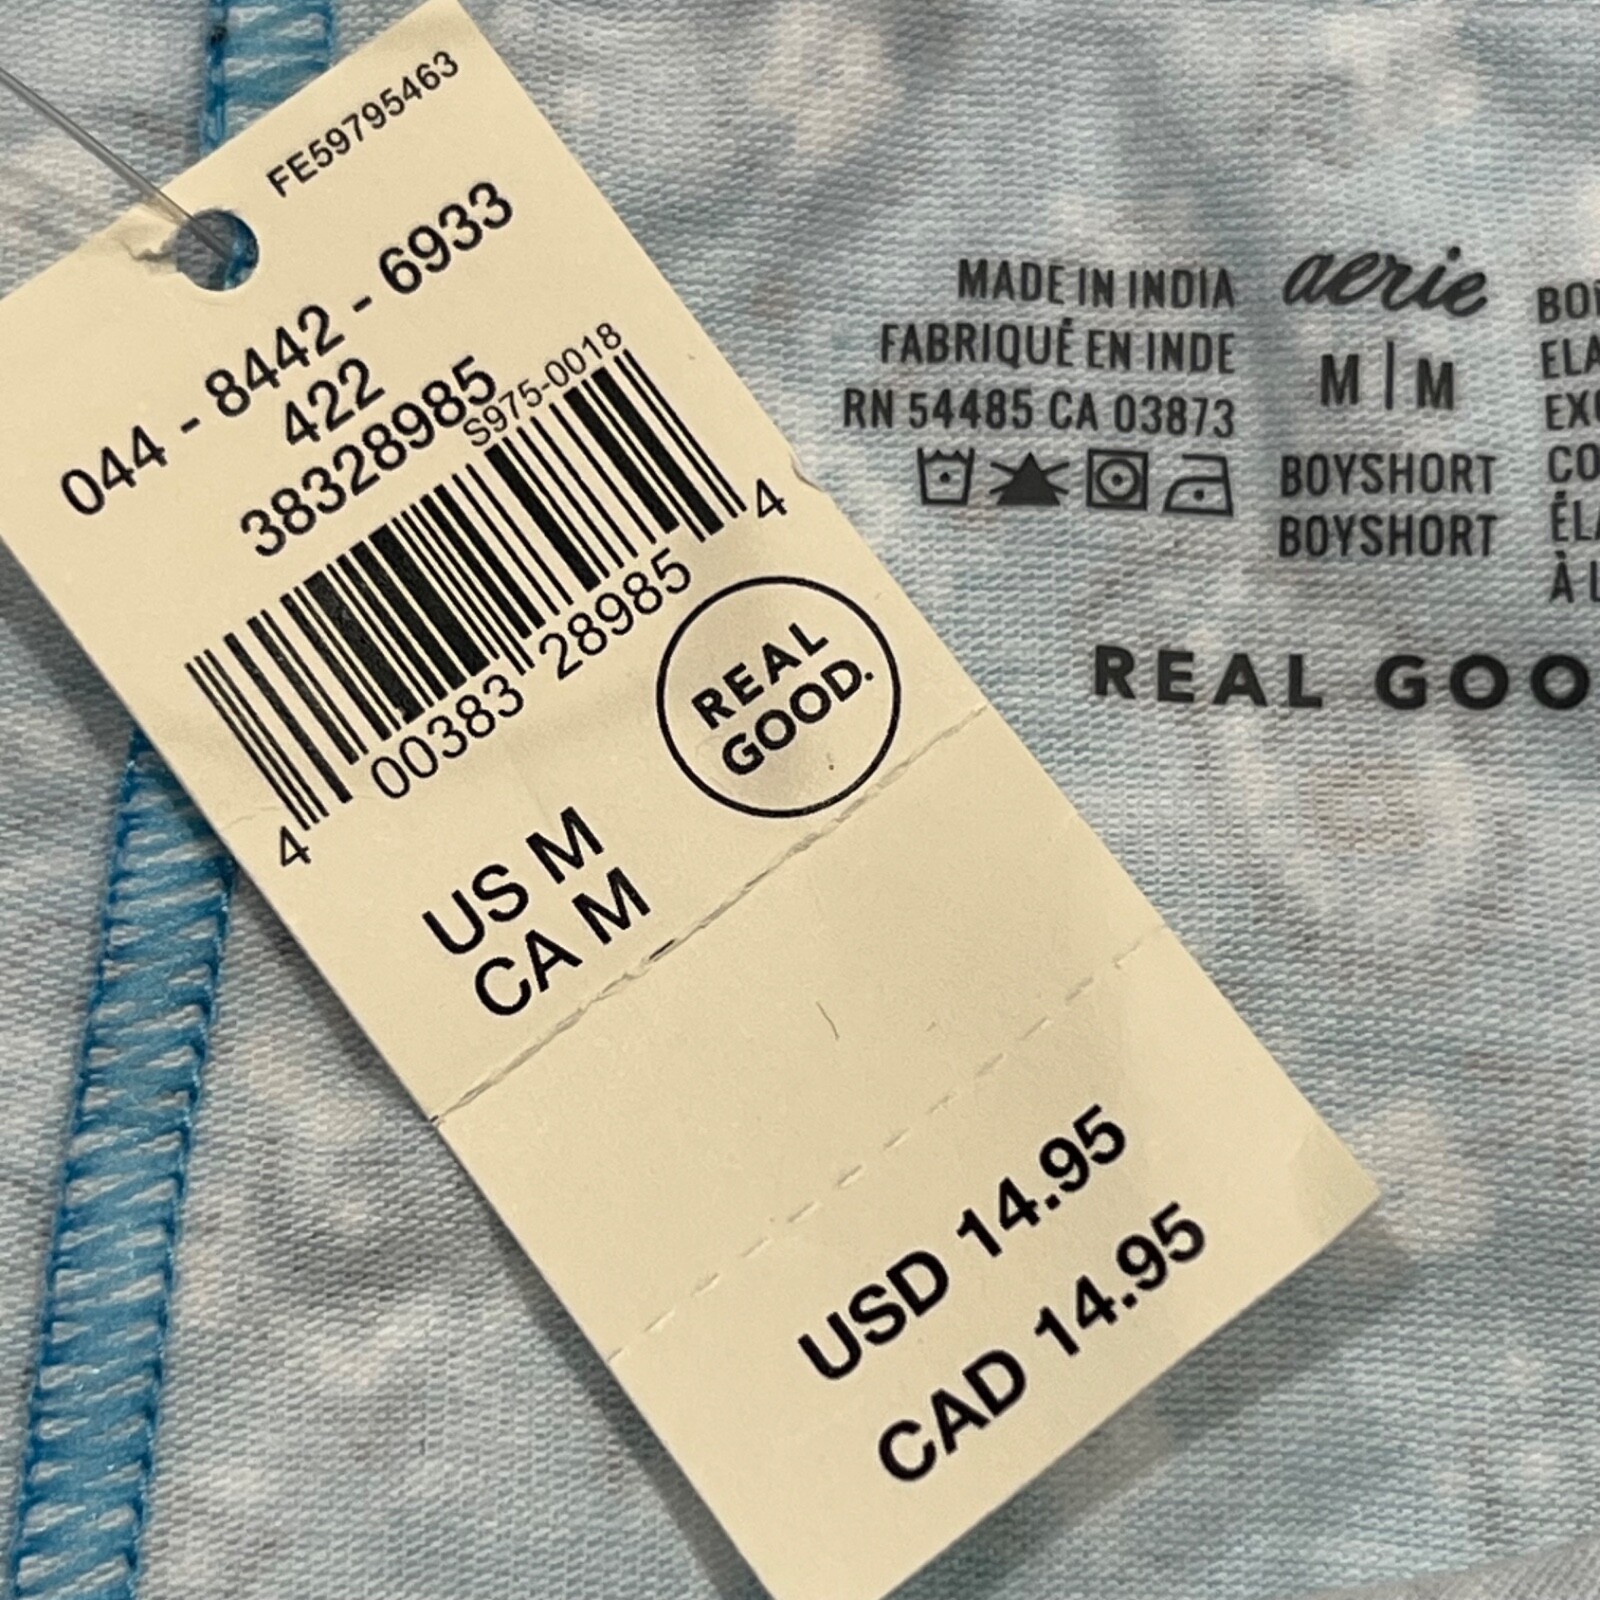 FE59795463
044 - 8442 - 6933
422
38328985
S975-0018
4 00383 28985 4
REAL
GOOD.
US M
CA M
USD 14.95
CAD 14.95
MADE IN INDIA
FABRIQUÉ EN INDE
RN 54485 CA 03873
aerie
M | M
BOYSHORT
BOYSHORT
REAL